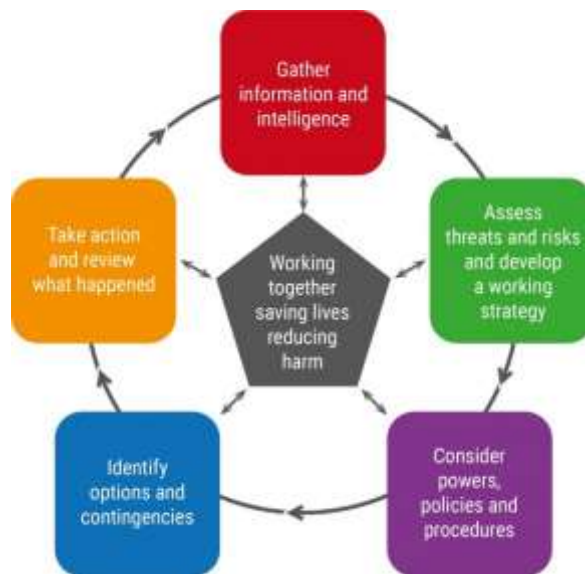 Gather
information and
intelligence
Assess
threats and risks
and develop
a working
strategy
Consider
powers,
policies and
procedures
Identify
options and
contingencies
Take action
and review
what happened
Working
together
saving lives
reducing
harm